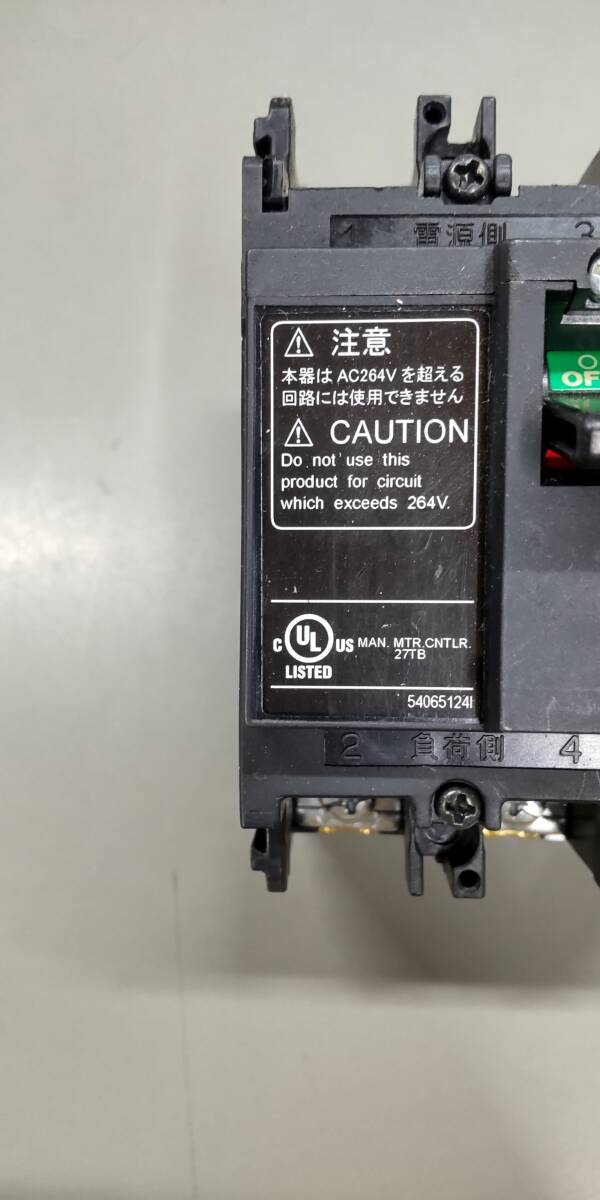 1 電源側 3
⚠ 注意
本器は AC264V を超える
回路には使用できません
⚠ CAUTION
Do not use this
product for circuit
which exceeds 264V.
OF
C UL US
LISTED
MAN. MTR.CNTLR.
27TB
54065124I
2 負荷側 4